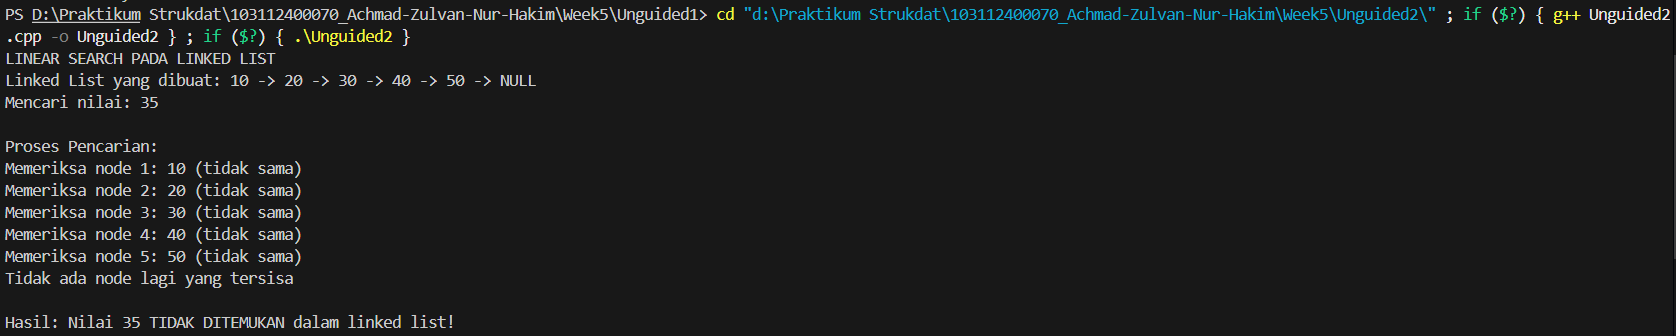 PS D:\Praktikum Strukdat\103112400070_Achmad-Zulvan-Nur-Hakim\Week5\Unguided1> cd "d:\Praktikum Strukdat\103112400070_Achmad-Zulvan-Nur-Hakim\Week5\Unguided2\" ; if ($?) { g++ Unguided2
.cpp -o Unguided2 } ; if ($?) { .\Unguided2 }
LINEAR SEARCH PADA LINKED LIST
Linked List yang dibuat: 10 -> 20 -> 30 -> 40 -> 50 -> NULL
Mencari nilai: 35
Proses Pencarian:
Memeriksa node 1: 10 (tidak sama)
Memeriksa node 2: 20 (tidak sama)
Memeriksa node 3: 30 (tidak sama)
Memeriksa node 4: 40 (tidak sama)
Memeriksa node 5: 50 (tidak sama)
Tidak ada node lagi yang tersisa
Hasil: Nilai 35 TIDAK DITEMUKAN dalam linked list!